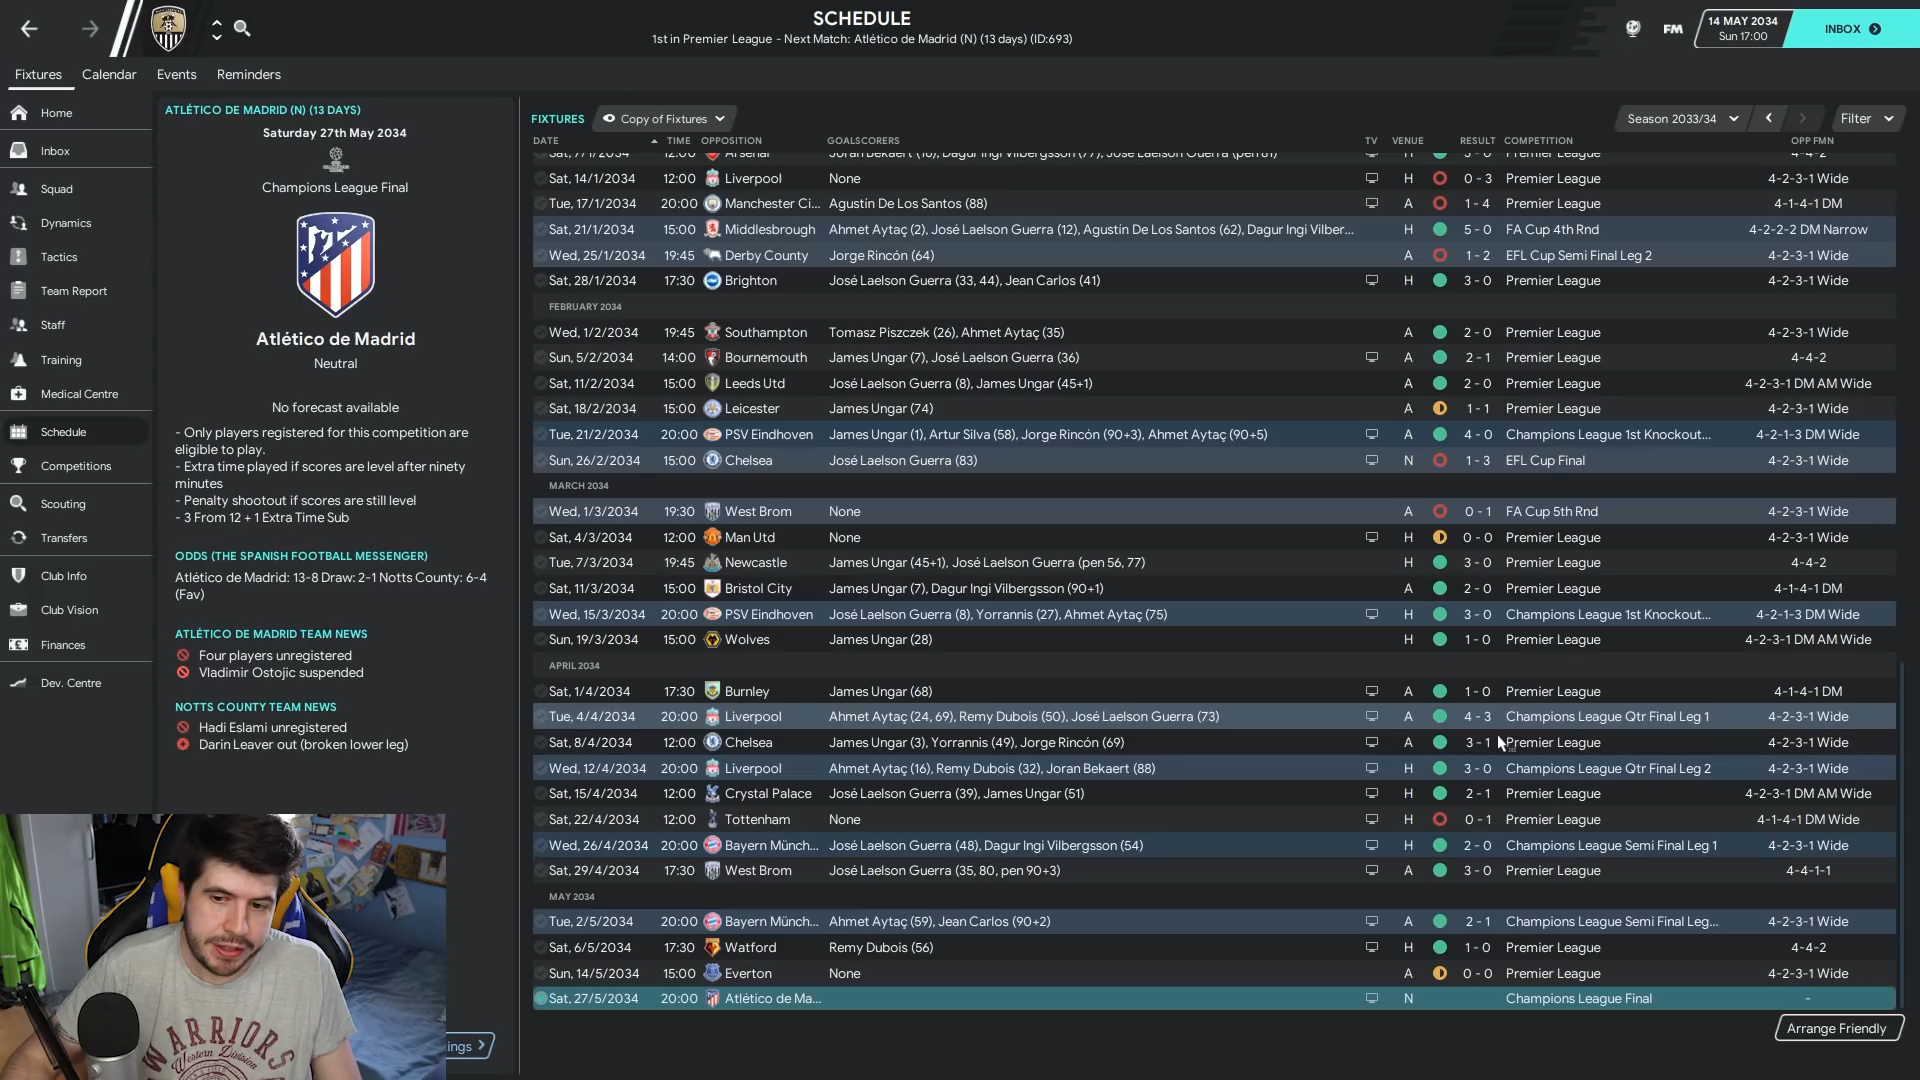 SCHEDULE
1st in Premier League - Next Match: Atlético de Madrid (N) (13 days) (ID:693)
FM
14 MAY 2034
Sun 17:00
INBOX
Fixtures
Calendar
Events
Reminders
Home
Inbox
Squad
Dynamics
Tactics
Team Report
Staff
Training
Medical Centre
Schedule
Competitions
Scouting
Transfers
Club Info
Club Vision
Finances
Dev. Centre
ATLÉTICO DE MADRID (N) (13 DAYS)
Saturday 27th May 2034
Champions League Final
Atlético de Madrid
Neutral
No forecast available
- Only players registered for this competition are
eligible to play.
- Extra time played if scores are level after ninety
minutes
- Penalty shootout if scores are still level
- 3 From 12 + 1 Extra Time Sub
ODDS (THE SPANISH FOOTBALL MESSENGER)
Atlético de Madrid: 13-8 Draw: 2-1 Notts County: 6-4
(Fav)
ATLÉTICO DE MADRID TEAM NEWS
Four players unregistered
Vladimir Ostojic suspended
NOTTS COUNTY TEAM NEWS
Hadi Eslami unregistered
Darin Leaver out (broken lower leg)
FIXTURES Copy of Fixtures Season 2033/34 Filter
DATE TIME OPPOSITION GOALSCORERS TV VENUE RESULT COMPETITION OPP FMN
Sat, 7/1/2034 12:00 Arsenal Joran Bekaert (16), Dagur Ingi Vilbergsson (77), José Laelson Guerra (pen 81) H 3 - 0 Premier League 4-4-2
Sat, 14/1/2034 12:00 Liverpool None H 0 - 3 Premier League 4-2-3-1 Wide
Tue, 17/1/2034 20:00 Manchester Ci... Agustín De Los Santos (88) A 1 - 4 Premier League 4-1-4-1 DM
Sat, 21/1/2034 15:00 Middlesbrough Ahmet Aytaç (2), José Laelson Guerra (12), Agustín De Los Santos (62), Dagur Ingi Vilber... H 5 - 0 FA Cup 4th Rnd 4-2-2-2 DM Narrow
Wed, 25/1/2034 19:45 Derby County Jorge Rincón (64) A 1 - 2 EFL Cup Semi Final Leg 2 4-2-3-1 Wide
Sat, 28/1/2034 17:30 Brighton José Laelson Guerra (33, 44), Jean Carlos (41) H 3 - 0 Premier League 4-2-3-1 Wide
FEBRUARY 2034
Wed, 1/2/2034 19:45 Southampton Tomasz Piszczek (26), Ahmet Aytaç (35) A 2 - 0 Premier League 4-2-3-1 Wide
Sun, 5/2/2034 14:00 Bournemouth James Ungar (7), José Laelson Guerra (36) A 2 - 1 Premier League 4-4-2
Sat, 11/2/2034 15:00 Leeds Utd José Laelson Guerra (8), James Ungar (45+1) A 2 - 0 Premier League 4-2-3-1 DM AM Wide
Sat, 18/2/2034 15:00 Leicester James Ungar (74) A 1 - 1 Premier League 4-2-3-1 Wide
Tue, 21/2/2034 20:00 PSV Eindhoven James Ungar (1), Artur Silva (58), Jorge Rincón (90+3), Ahmet Aytaç (90+5) A 4 - 0 Champions League 1st Knockout... 4-2-1-3 DM Wide
Sun, 26/2/2034 15:00 Chelsea José Laelson Guerra (83) N 1 - 3 EFL Cup Final 4-2-3-1 Wide
MARCH 2034
Wed, 1/3/2034 19:30 West Brom None A 0 - 1 FA Cup 5th Rnd 4-2-3-1 Wide
Sat, 4/3/2034 12:00 Man Utd None H 0 - 0 Premier League 4-2-3-1 Wide
Tue, 7/3/2034 19:45 Newcastle James Ungar (45+1), José Laelson Guerra (pen 56, 77) H 3 - 0 Premier League 4-4-2
Sat, 11/3/2034 15:00 Bristol City James Ungar (7), Dagur Ingi Vilbergsson (90+1) A 2 - 0 Premier League 4-1-4-1 DM
Wed, 15/3/2034 20:00 PSV Eindhoven José Laelson Guerra (8), Yorrannis (27), Ahmet Aytaç (75) H 3 - 0 Champions League 1st Knockout... 4-2-1-3 DM Wide
Sun, 19/3/2034 15:00 Wolves James Ungar (28) H 1 - 0 Premier League 4-2-3-1 DM AM Wide
APRIL 2034
Sat, 1/4/2034 17:30 Burnley James Ungar (68) A 1 - 0 Premier League 4-1-4-1 DM
Tue, 4/4/2034 20:00 Liverpool Ahmet Aytaç (24, 69), Remy Dubois (50), José Laelson Guerra (73) A 4 - 3 Champions League Qtr Final Leg 1 4-2-3-1 Wide
Sat, 8/4/2034 12:00 Chelsea James Ungar (3), Yorrannis (49), Jorge Rincón (69) A 3 - 1 Premier League 4-2-3-1 Wide
Wed, 12/4/2034 20:00 Liverpool Ahmet Aytaç (16), Remy Dubois (32), Joran Bekaert (88) H 3 - 0 Champions League Qtr Final Leg 2 4-2-3-1 Wide
Sat, 15/4/2034 12:00 Crystal Palace José Laelson Guerra (39), James Ungar (51) H 2 - 1 Premier League 4-2-3-1 DM AM Wide
Sat, 22/4/2034 12:00 Tottenham None H 0 - 1 Premier League 4-1-4-1 DM Wide
Wed, 26/4/2034 20:00 Bayern Münch... José Laelson Guerra (48), Dagur Ingi Vilbergsson (54) H 2 - 0 Champions League Semi Final Leg 1 4-2-3-1 Wide
Sat, 29/4/2034 17:30 West Brom José Laelson Guerra (35, 80, pen 90+3) A 3 - 0 Premier League 4-4-1-1
MAY 2034
Tue, 2/5/2034 20:00 Bayern Münch... Ahmet Aytaç (59), Jean Carlos (90+2) A 2 - 1 Champions League Semi Final Leg... 4-2-3-1 Wide
Sat, 6/5/2034 17:30 Watford Remy Dubois (56) H 1 - 0 Premier League 4-4-2
Sun, 14/5/2034 15:00 Everton None A 0 - 0 Premier League 4-2-3-1 Wide
Sat, 27/5/2034 20:00 Atlético de Ma... N Champions League Final -
Arrange Friendly
ings
WARRIORS
Western Division